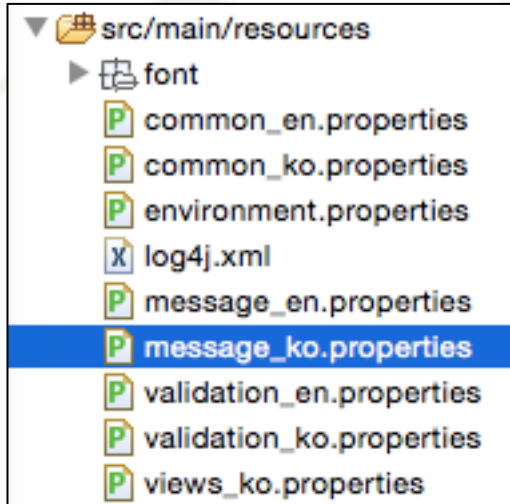 src/main/resources
font
common_en.properties
common_ko.properties
environment.properties
log4j.xml
message_en.properties
message_ko.properties
validation_en.properties
validation_ko.properties
views_ko.properties